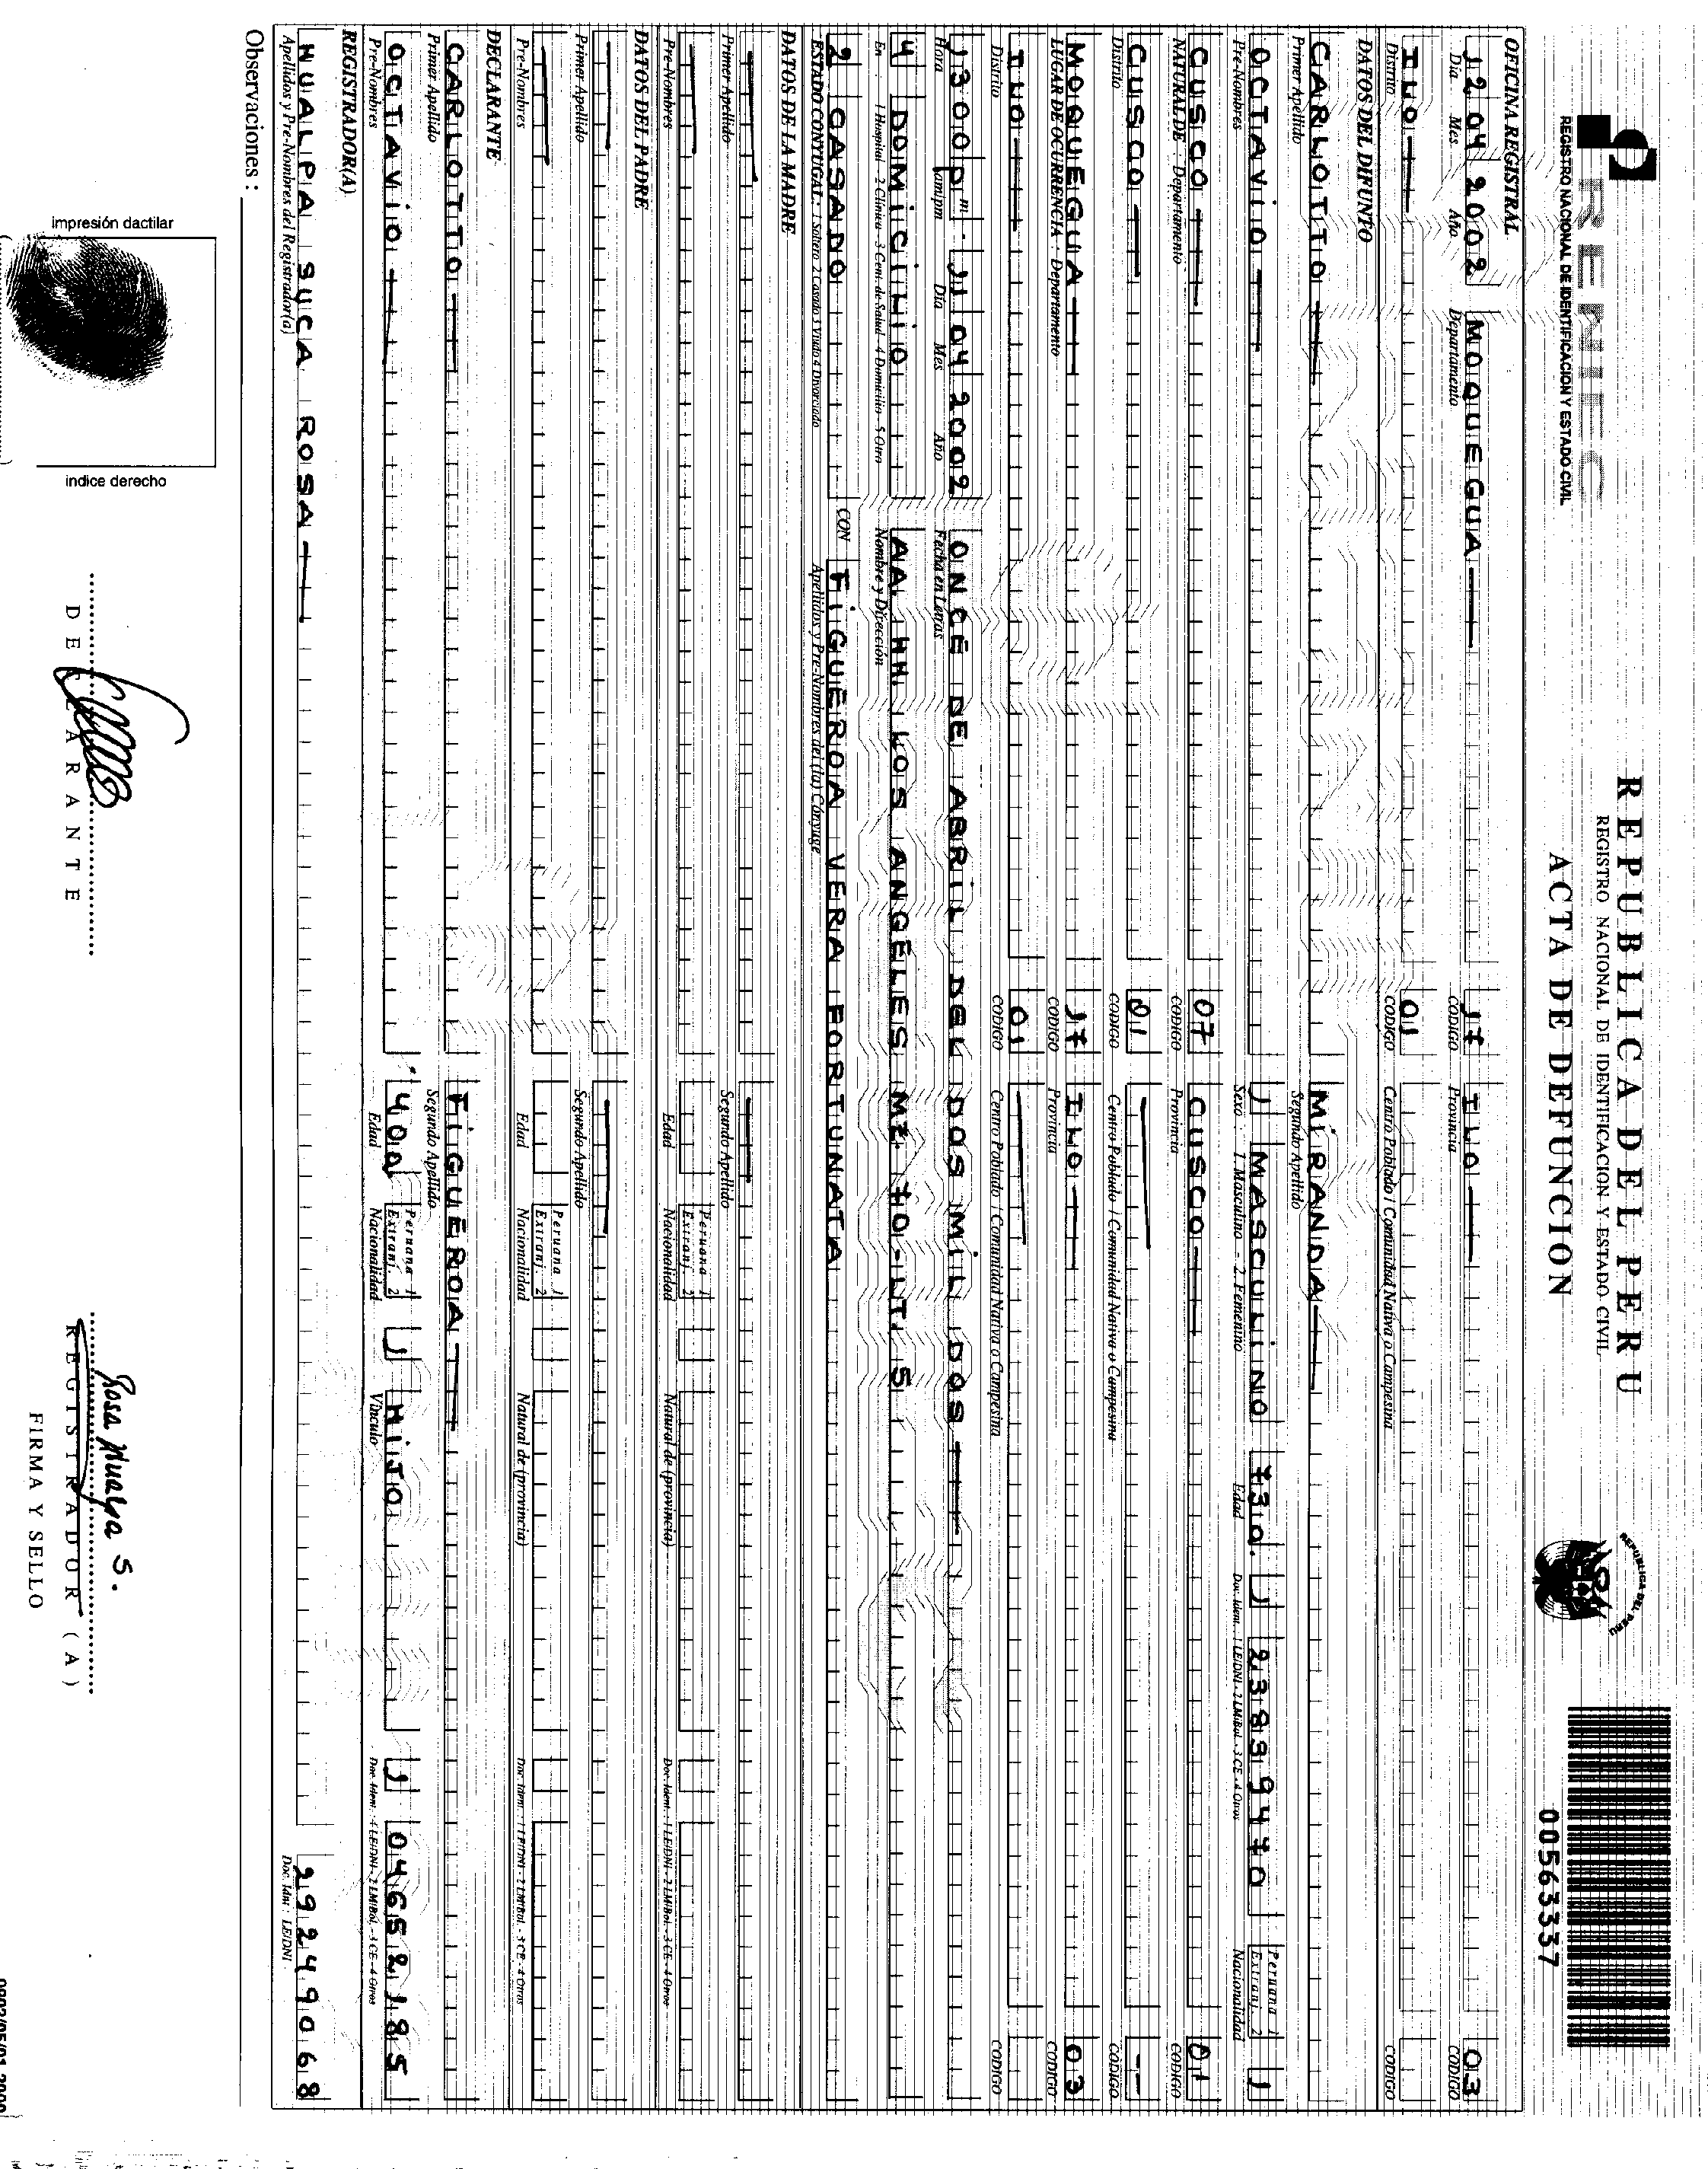 RENIEC
REGISTRO NACIONAL DE IDENTIFICACION Y ESTADO CIVIL
REPUBLICA DEL PERU
REGISTRO NACIONAL DE IDENTIFICACION Y ESTADO CIVIL
ACTA DE DEFUNCION
REPUBLICA DEL PERU
00563337
OFICINA REGISTRAL
12 04 2002 MOQUEGUA 17 ILO 03
Dia Mes Año Departamento CODIGO Provincia CODIGO
ILO 01
Distrito CODIGO Centro Poblado / Comunidad Nativa o Campesina CODIGO
DATOS DEL DIFUNTO
CARLOTTO MIRANDA
Primer Apellido Segundo Apellido
OCTAVIO 1 MASCULINO 73a. 1 23839470 Peruana 1 Extranj. 2 1
Pre-Nombres Sexo : 1 Masculino - 2 Femenino Edad Doc. Ident. : 1 LE/DNI - 2 LM/Bol. - 3 CE - 4 Otros Nacionalidad
CUSCO 07 CUSCO 01
NATURAL DE : Departamento CODIGO Provincia CODIGO
CUSCO 01 -
Distrito CODIGO Centro Poblado / Comunidad Nativa o Campesina CODIGO
MOQUEGUA 17 ILO 03
LUGAR DE OCURRENCIA : Departamento CODIGO Provincia CODIGO
ILO 01
Distrito CODIGO Centro Poblado / Comunidad Nativa o Campesina CODIGO
1300 pm. 11 04 2002 ONCE DE ABRIL DEL DOS MIL DOS
Hora am/pm Dia Mes Año Fecha en Letras
4 DOMICILIO AA. HH. LOS ANGELES MZ. 70-LT. 5
En : 1 Hospital - 2 Clinica - 3 Cent. de Salud - 4 Domicilio - 5 Otro Nombre y Dirección
2 CASADO CON FIGUEROA VERA FORTUNATA
ESTADO CONYUGAL: 1 Soltero 2 Casado 3 Viudo 4 Divorciado Apellidos y Pre-Nombres del (la) Cónyuge
DATOS DE LA MADRE
Primer Apellido Segundo Apellido
Peruana 1 Extranj. 2
Pre-Nombres Edad Nacionalidad Natural de (provincia) Doc. Ident. : 1 LE/DNI - 2 LM/Bol. - 3 CE - 4 Otros
DATOS DEL PADRE
Primer Apellido Segundo Apellido
Peruana 1 Extranj. 2
Pre-Nombres Edad Nacionalidad Natural de (provincia) Doc. Ident. : 1 LE/DNI - 2 LM/Bol. - 3 CE - 4 Otros
DECLARANTE
CARLOTTO FIGUEROA
Primer Apellido Segundo Apellido
OCTAVIO 40a Peruana 1 Extranj. 2 1 HIJO 1 04652185
Pre-Nombres Edad Nacionalidad Vínculo Doc. Ident. : 1 LE/DNI - 2 LM/Bol. - 3 CE - 4 Otros
REGISTRADOR(A)
HUALPA SUCA ROSA 29249068
Apellidos y Pre-Nombres del Registrador(a) Doc. Idnt : LE/DNI
Observaciones :
impresión dactilar
indice derecho
DECLARANTE
Rosa Hualpa S.
REGISTRADOR (A)
FIRMA Y SELLO